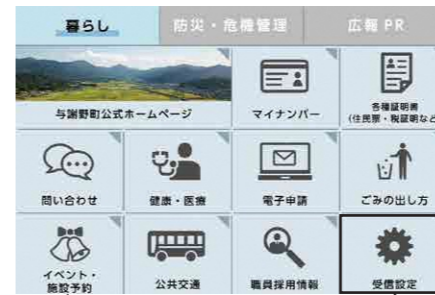 暮らし
防災・危機管理
広報 PR
与謝野町公式ホームページ
マイナンバー
各種証明書
(住民票・税証明など
問い合わせ
健康・医療
電子申請
ごみの出し方
イベント・
施設予約
公共交通
職員採用情報
受信設定